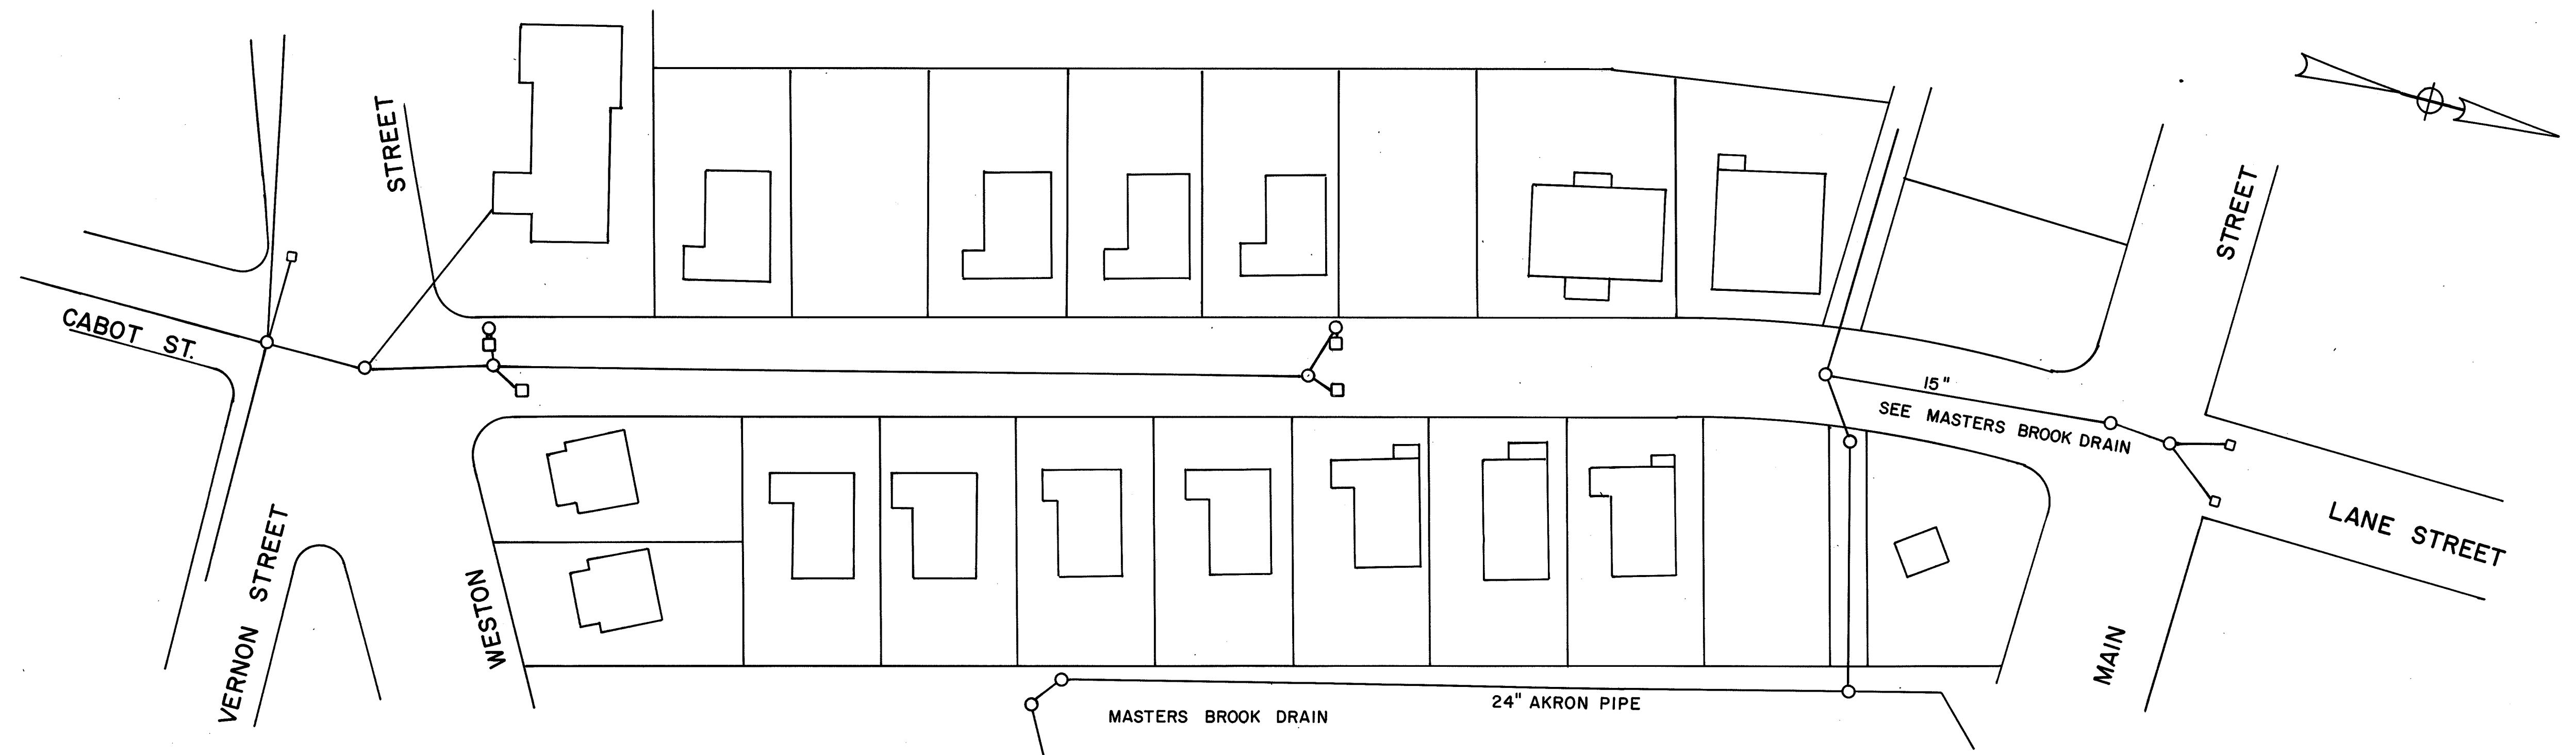 STREET
CABOT ST.
VERNON STREET
WESTON
STREET
15"
SEE MASTERS BROOK DRAIN
LANE STREET
MAIN
24" AKRON PIPE
MASTERS BROOK DRAIN